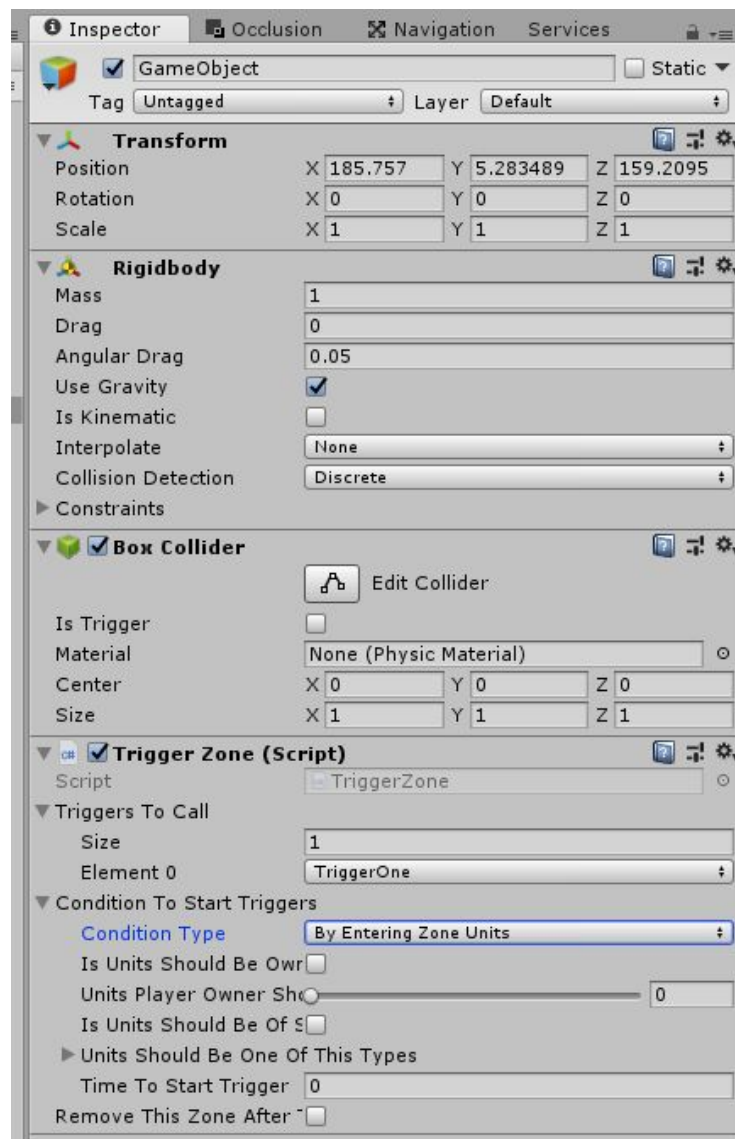 Inspector Occlusion Navigation Services
GameObject Static
Tag Untagged Layer Default
Transform
Position X 185.757 Y 5.283489 Z 159.2095
Rotation X 0 Y 0 Z 0
Scale X 1 Y 1 Z 1
Rigidbody
Mass 1
Drag 0
Angular Drag 0.05
Use Gravity
Is Kinematic
Interpolate None
Collision Detection Discrete
Constraints
Box Collider
Edit Collider
Is Trigger
Material None (Physic Material)
Center X 0 Y 0 Z 0
Size X 1 Y 1 Z 1
C# Trigger Zone (Script)
Script TriggerZone
Triggers To Call
Size 1
Element 0 TriggerOne
Condition To Start Triggers
Condition Type By Entering Zone Units
Is Units Should Be Owr
Units Player Owner Sho 0
Is Units Should Be Of S
Units Should Be One Of This Types
Time To Start Trigger 0
Remove This Zone After T